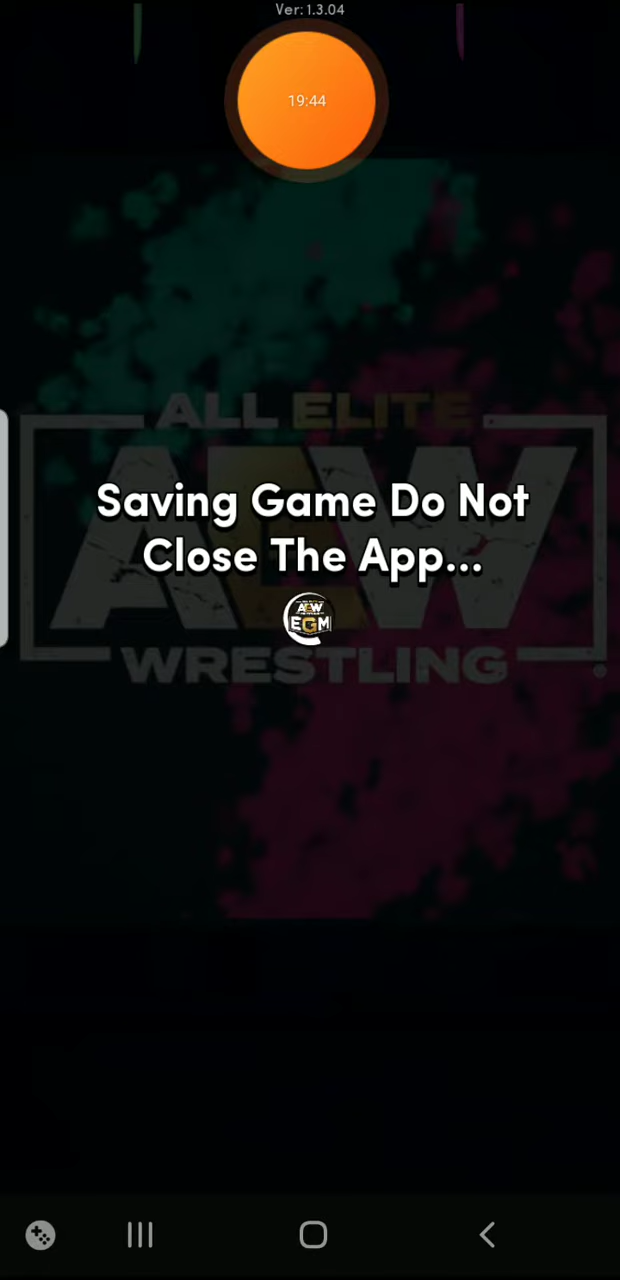 Ver: 1.3.04
19:44
ALL ELITE
AEW
Saving Game Do Not
Close The App...
AEW
EGM
WRESTLING